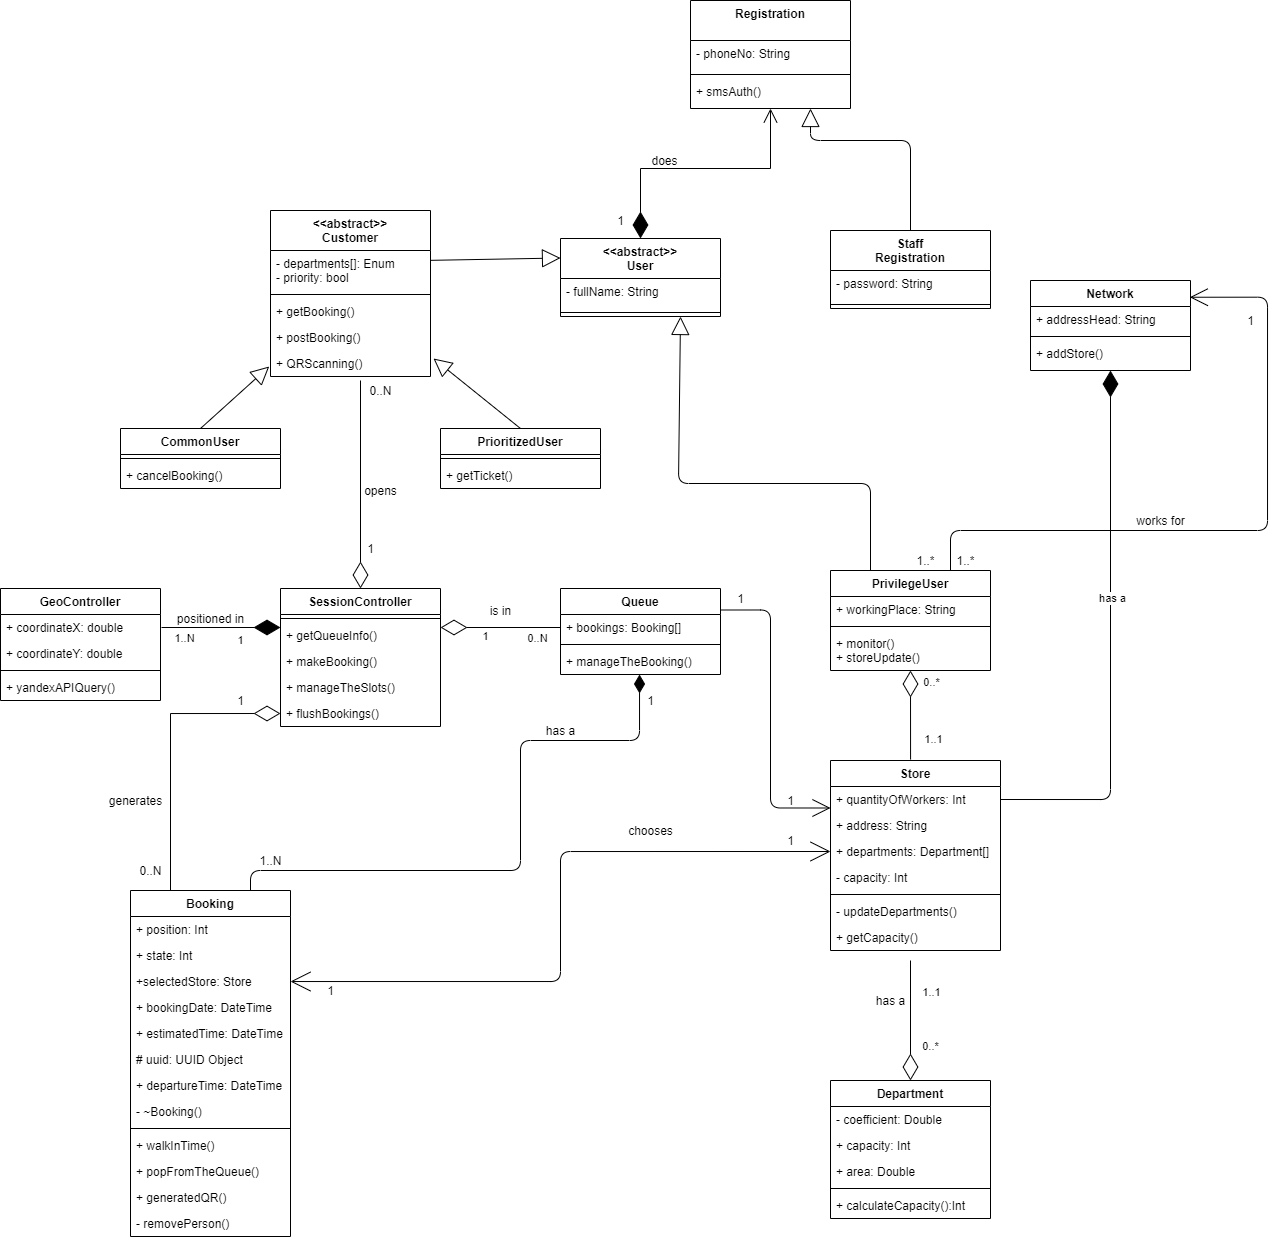 Registration
- phoneNo: String
+ smsAuth()
does
1
<<abstract>>
Customer
- departments[]: Enum
- priority: bool
+ getBooking()
+ postBooking()
+ QRScanning()
<<abstract>>
User
- fullName: String
Staff
Registration
- password: String
Network
+ addressHead: String
+ addStore()
1
0..N
CommonUser
+ cancelBooking()
PrioritizedUser
+ getTicket()
opens
1
works for
1..*
1..*
has a
GeoController
+ coordinateX: double
+ coordinateY: double
+ yandexAPIQuery()
positioned in
1..N
1
SessionController
+ getQueueInfo()
+ makeBooking()
+ manageTheSlots()
+ flushBookings()
is in
1
0..N
Queue
+ bookings: Booking[]
+ manageTheBooking()
1
PrivilegeUser
+ workingPlace: String
+ monitor()
+ storeUpdate()
0..*
1..1
1
1
has a
generates
0..N
1..N
chooses
1
1
1
Store
+ quantityOfWorkers: Int
+ address: String
+ departments: Department[]
- capacity: Int
- updateDepartments()
+ getCapacity()
Booking
+ position: Int
+ state: Int
+selectedStore: Store
+ bookingDate: DateTime
+ estimatedTime: DateTime
# uuid: UUID Object
+ departureTime: DateTime
- ~Booking()
+ walkInTime()
+ popFromTheQueue()
+ generatedQR()
- removePerson()
has a
1..1
0..*
Department
- coefficient: Double
+ capacity: Int
+ area: Double
+ calculateCapacity():Int